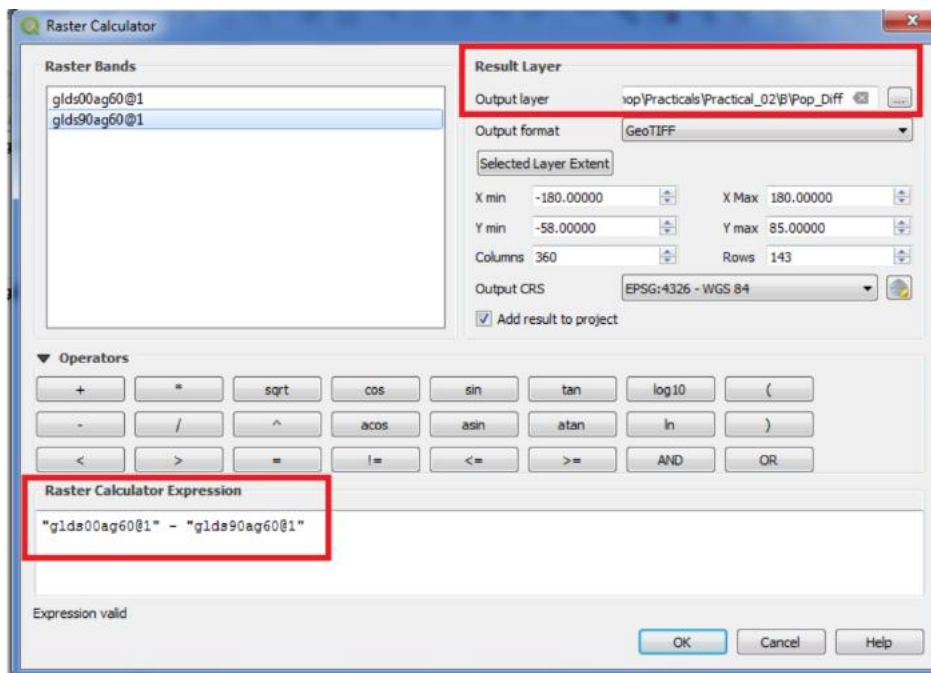 Raster Calculator
Raster Bands
glds00ag60@1
glds90ag60@1
Result Layer
Output layer
\Practicals\Practical_02\B\Pop_Diff
...
Output format
GeoTIFF
Selected Layer Extent
X min -180.00000 X Max 180.00000
Y min -58.00000 Y max 85.00000
Columns 360 Rows 143
Output CRS EPSG:4326 - WGS 84
Add result to project
Operators
+ * sqrt cos sin tan log10 (
- / ^ acos asin atan ln )
< > = != <= >= AND OR
Raster Calculator Expression
"glds00ag60@1" - "glds90ag60@1"
Expression valid
OK Cancel Help